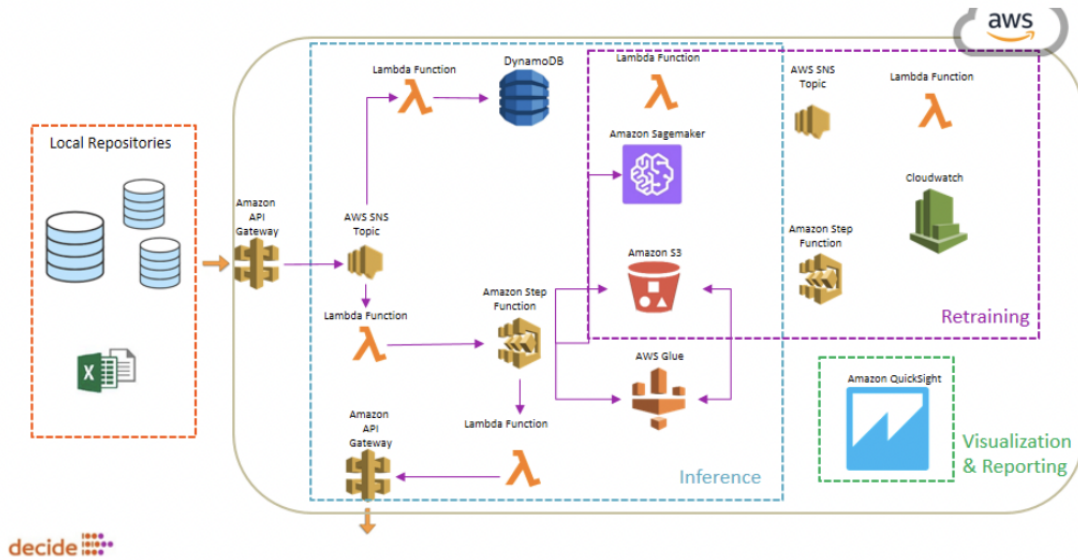 aws
Local Repositories
Amazon
API
Gateway
Lambda Function
DynamoDB
AWS SNS
Topic
Lambda Function
Amazon Step
Function
Lambda Function
Amazon
API
Gateway
Lambda Function
Amazon Sagemaker
Amazon S3
AWS Glue
Inference
AWS SNS
Topic
Lambda Function
Cloudwatch
Amazon Step
Function
Retraining
Amazon QuickSight
Visualization
& Reporting
X
decide